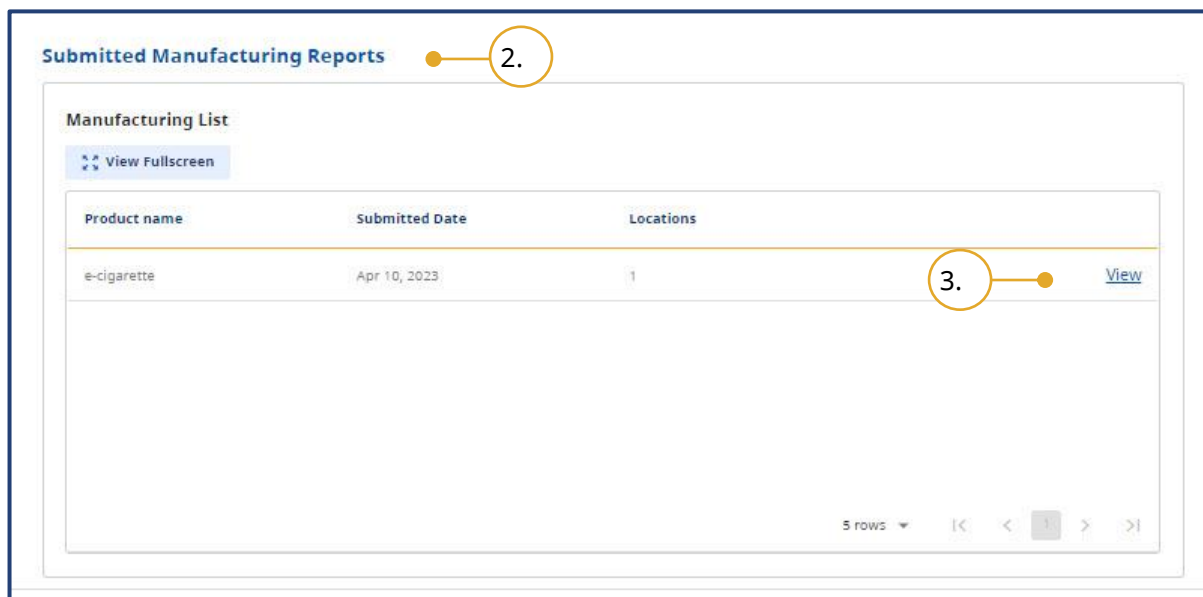 Submitted Manufacturing Reports 2.
Manufacturing List
View Fullscreen
Product name Submitted Date Locations
e-cigarette Apr 10, 2023 1 3. View
5 rows 1